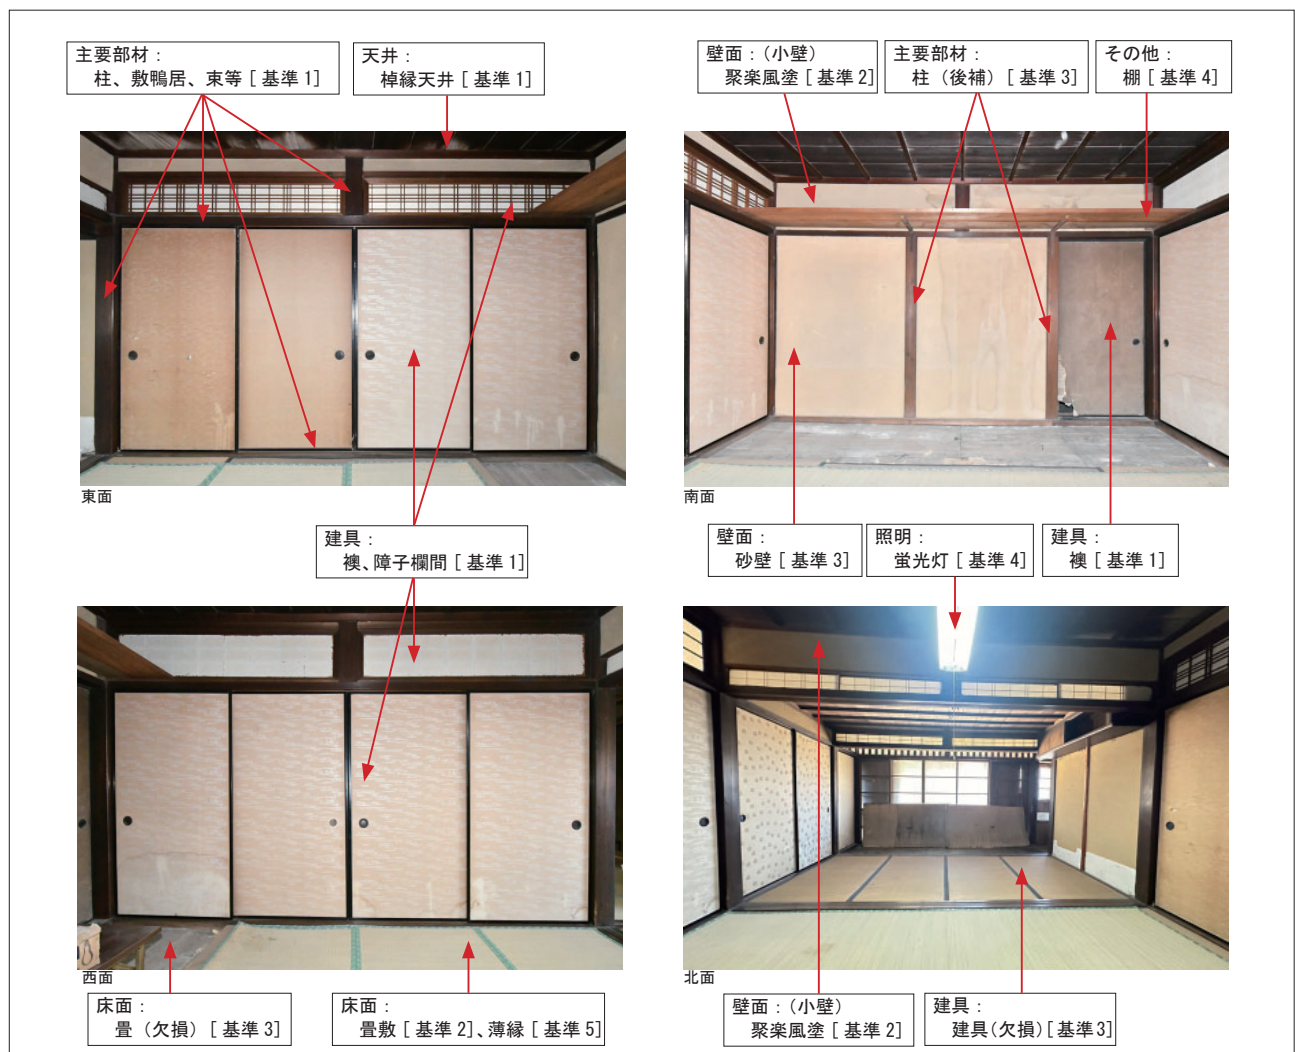 主要部材：
柱、敷鴨居、束等 [ 基準 1]
天井：
棹縁天井 [ 基準 1]
壁面：（小壁）
聚楽風塗 [ 基準 2]
主要部材：
柱（後補）[ 基準 3]
その他：
棚 [ 基準 4]
東面
南面
建具：
襖、障子欄間 [ 基準 1]
壁面：
砂壁 [ 基準 3]
照明：
蛍光灯 [ 基準 4]
建具：
襖 [ 基準 1]
西面
北面
床面：
畳（欠損）[ 基準 3]
床面：
畳敷 [ 基準 2]、薄縁 [ 基準 5]
壁面：（小壁）
聚楽風塗 [ 基準 2]
建具：
建具（欠損）[ 基準 3]